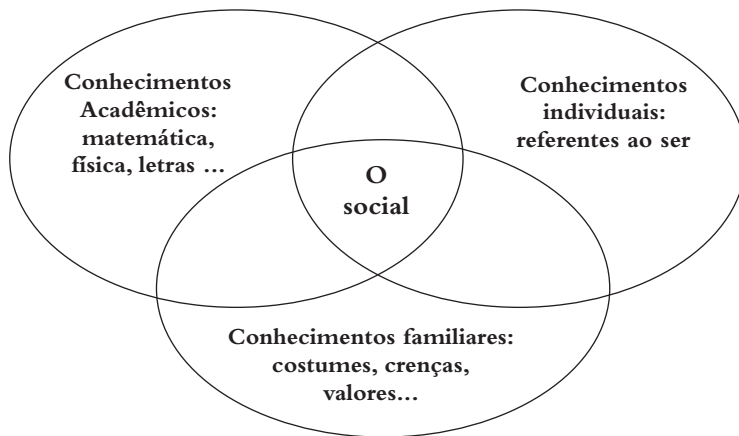 Conhecimentos
Acadêmicos:
matemática,
física, letras ...
Conhecimentos
individuais:
referentes ao ser
O
social
Conhecimentos familiares:
costumes, crenças,
valores...